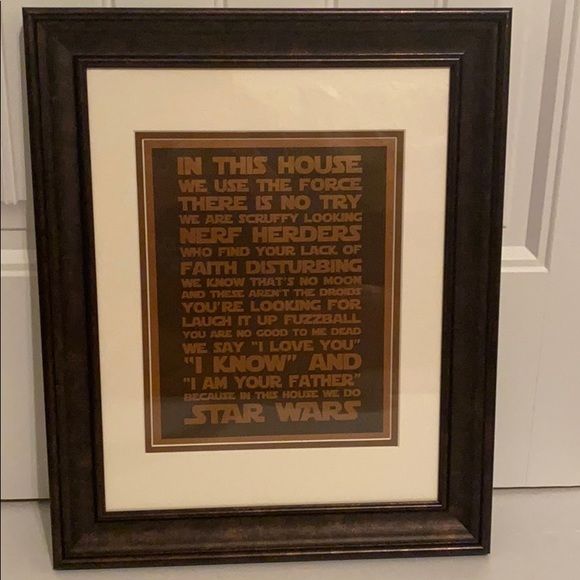 IN THIS HOUSE
WE USE THE FORCE
THERE IS NO TRY
WE ARE SCRUFFY LOOKING
NERF HERDERS
WHO FIND YOUR LACK OF
FAITH DISTURBING
WE KNOW THAT'S NO MOON
AND THESE AREN'T THE DROIDS
YOU'RE LOOKING FOR
LAUGH IT UP FUZZBALL
YOU ARE NO GOOD TO ME DEAD
WE SAY "I LOVE YOU"
"I KNOW" AND
"I AM YOUR FATHER"
BECAUSE IN THIS HOUSE WE DO
STAR WARS